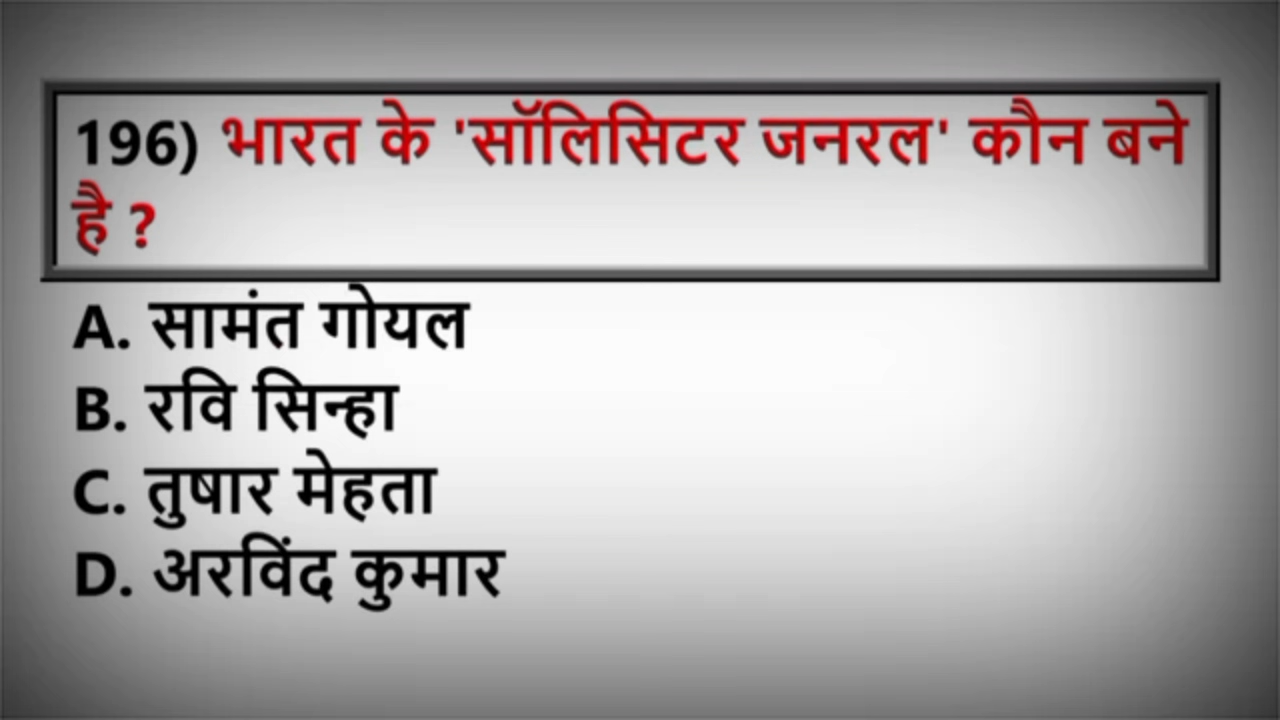 196) भारत के 'सॉलिसिटर जनरल' कौन बने
है ?
A. सामंत गोयल
B. रवि सिन्हा
C. तुषार मेहता
D. अरविंद कुमार